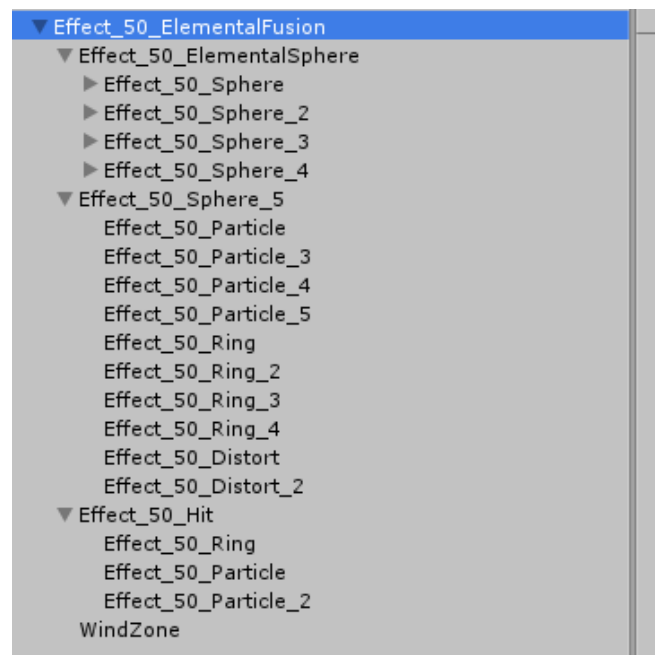 Effect_50_ElementalFusion
Effect_50_ElementalSphere
Effect_50_Sphere
Effect_50_Sphere_2
Effect_50_Sphere_3
Effect_50_Sphere_4
Effect_50_Sphere_5
Effect_50_Particle
Effect_50_Particle_3
Effect_50_Particle_4
Effect_50_Particle_5
Effect_50_Ring
Effect_50_Ring_2
Effect_50_Ring_3
Effect_50_Ring_4
Effect_50_Distort
Effect_50_Distort_2
Effect_50_Hit
Effect_50_Ring
Effect_50_Particle
Effect_50_Particle_2
WindZone